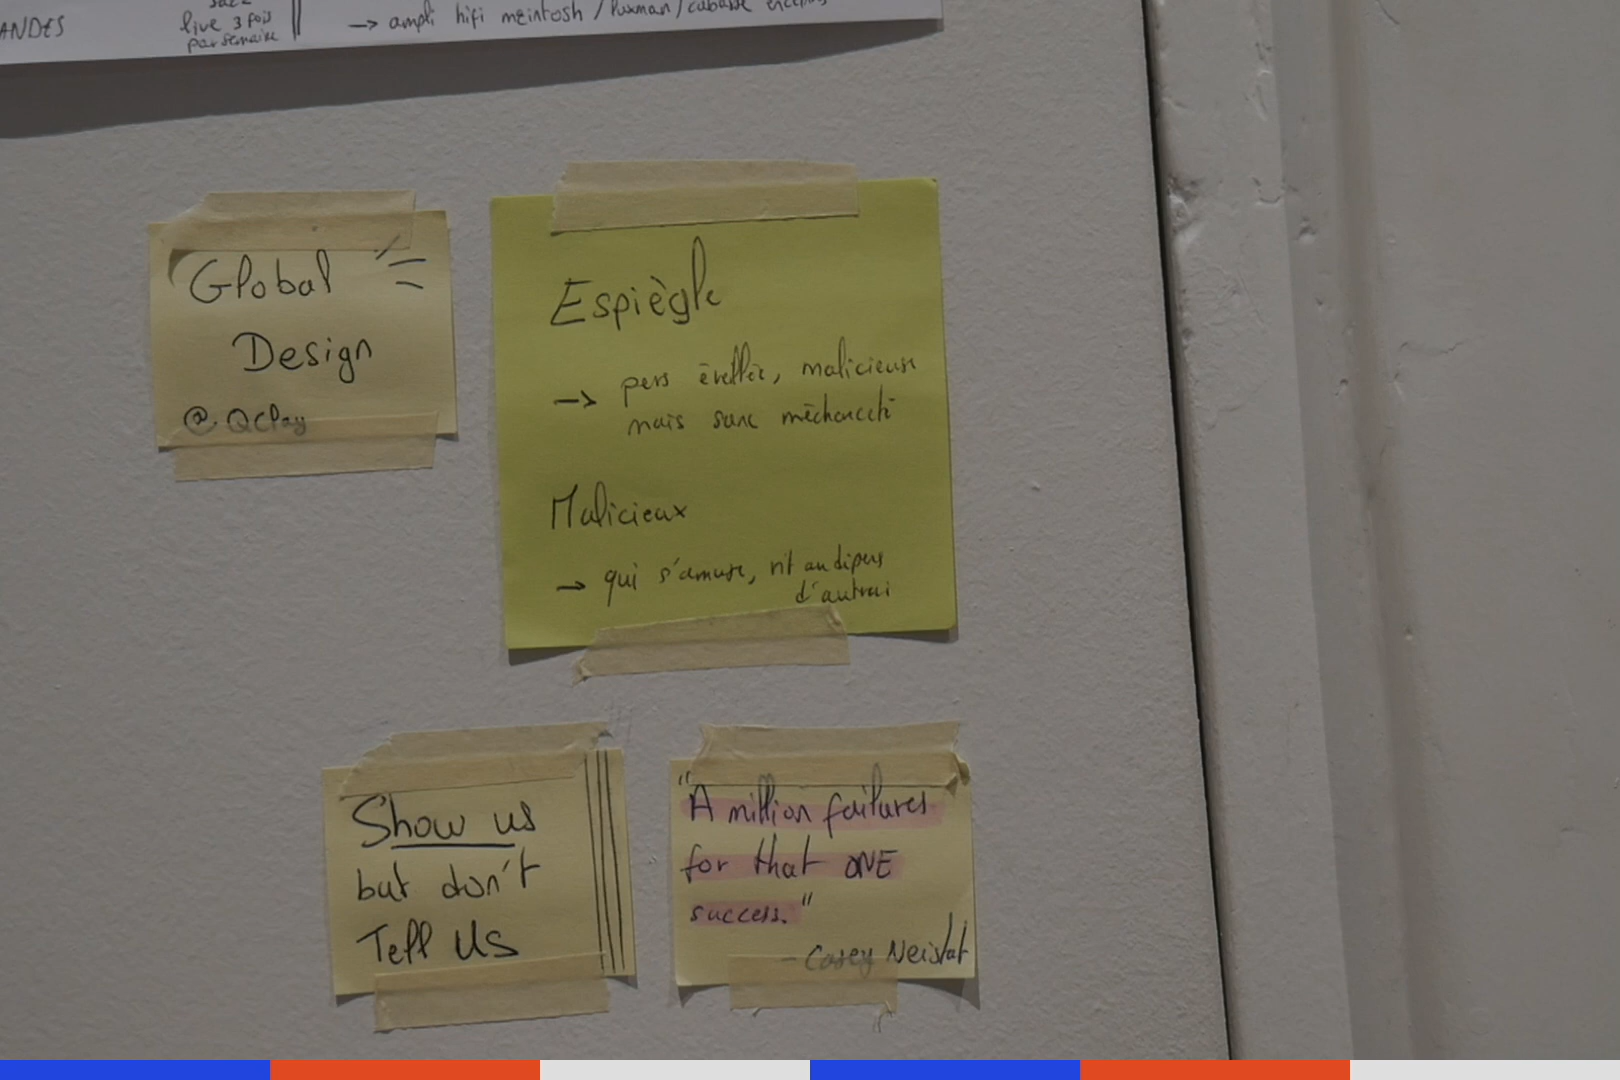 ANDES
live 3 fois
par semaine
→ ampli hifi mcintosh / luxman / cabasse
Global
Design
@QClay
Espiègle
→ pers éveillée, malicieuse
mais sans méchanceté
Malicieux
→ qui s'amuse, rit au dépens
d'autrui
Show us
but don't
Tell Us
"A million failures
for that ONE
success."
- Casey Neistat